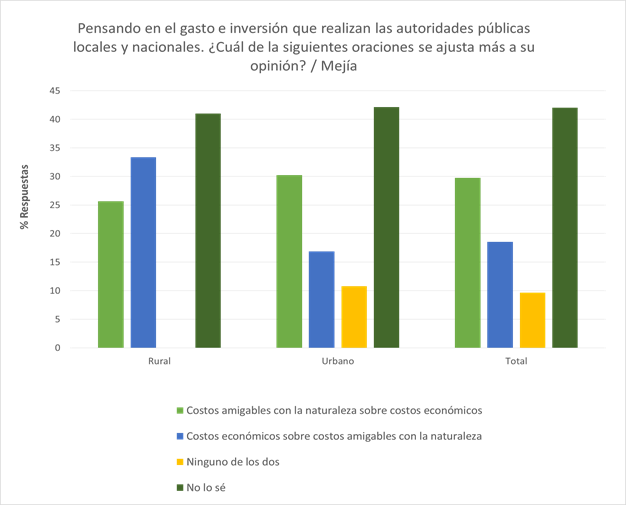 Pensando en el gasto e inversión que realizan las autoridades públicas
locales y nacionales. ¿Cuál de la siguientes oraciones se ajusta más a su
opinión? / Mejía
% Respuestas
45
40
35
30
25
20
15
10
5
0
Rural
Urbano
Total
Costos amigables con la naturaleza sobre costos económicos
Costos económicos sobre costos amigables con la naturaleza
Ninguno de los dos
No lo sé